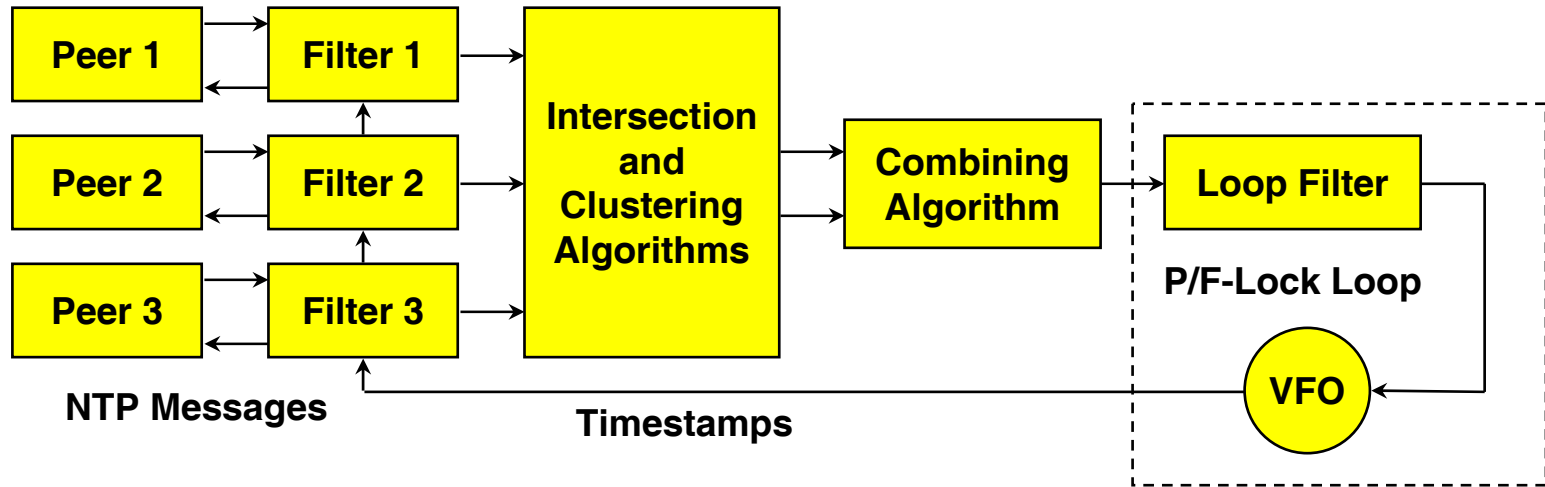 Peer 1
Filter 1
Peer 2
Filter 2
Peer 3
Filter 3
NTP Messages
Intersection
and
Clustering
Algorithms
Timestamps
Combining
Algorithm
Loop Filter
P/F-Lock Loop
VFO